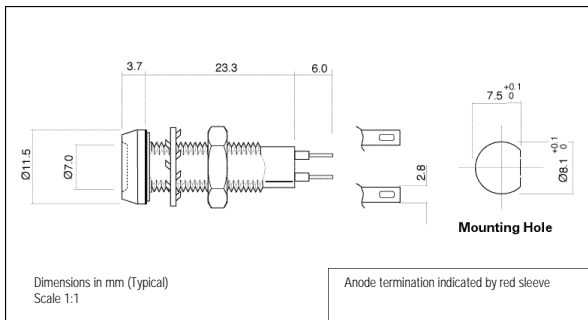 3.7
23.3
6.0
7.5 +0.1 0
Ø11.5
Ø7.0
2.8
Ø8.1 +0.1 0
Mounting Hole
Dimensions in mm (Typical)
Scale 1:1
Anode termination indicated by red sleeve